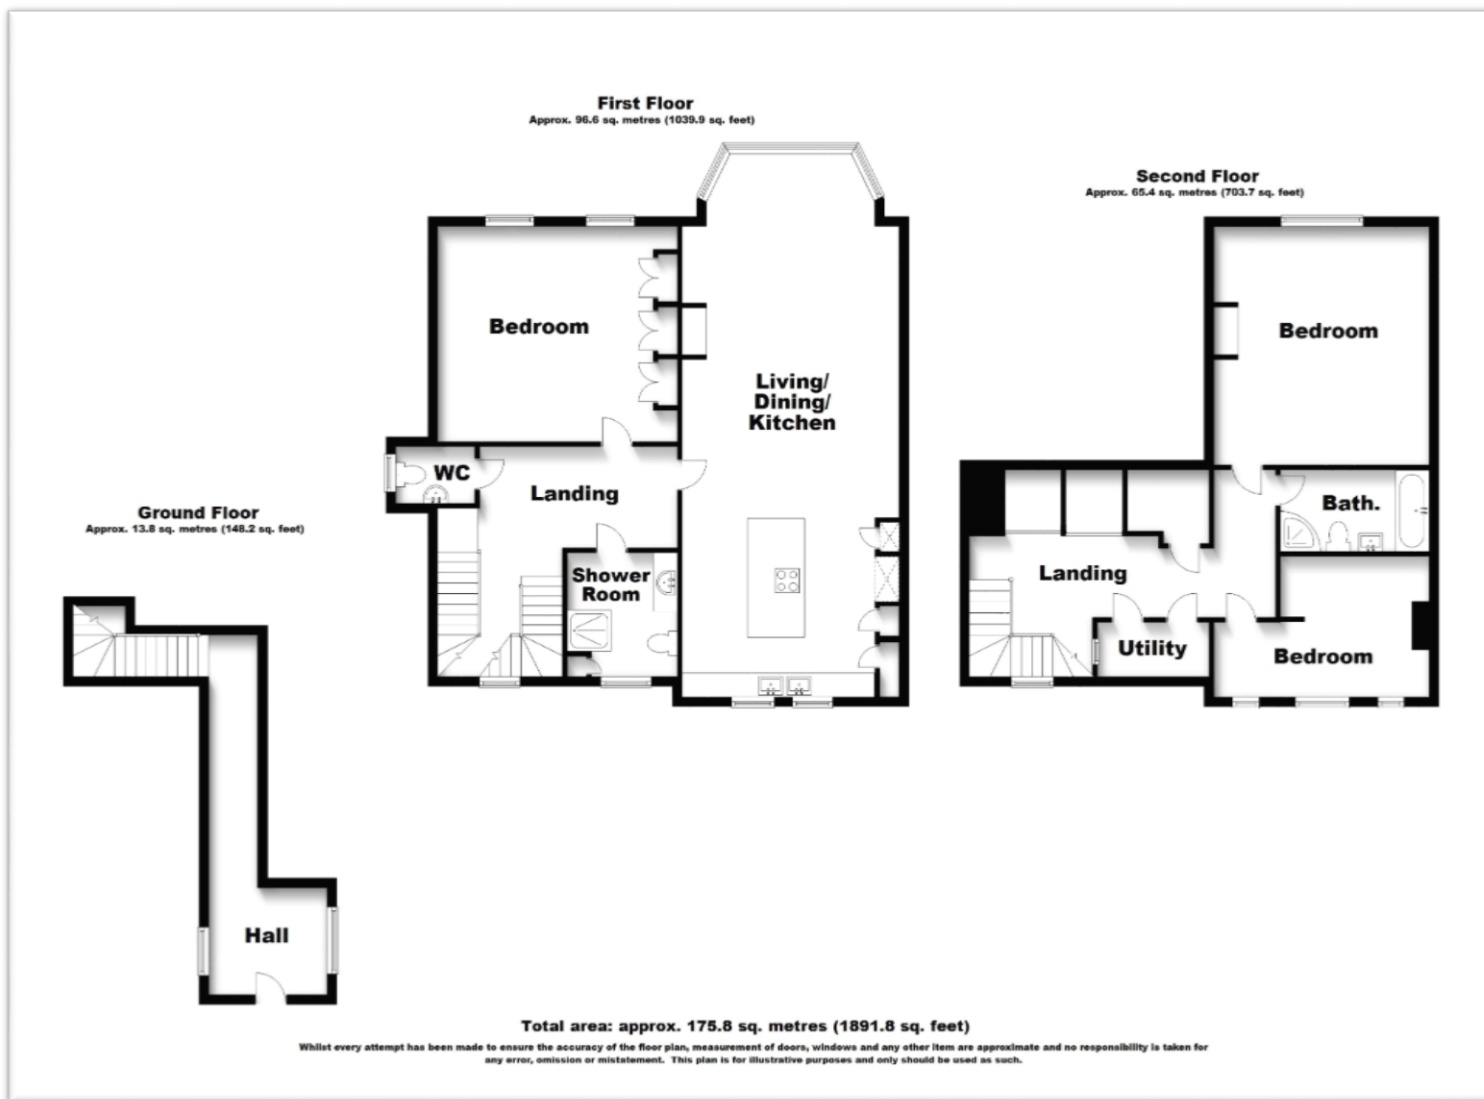 First Floor
Approx. 96.6 sq. metres (1039.9 sq. feet)
Bedroom
Living/
Dining/
Kitchen
WC
Landing
Shower
Room
Second Floor
Approx. 65.4 sq. metres (703.7 sq. feet)
Bedroom
Bath.
Landing
Utility
Bedroom
Ground Floor
Approx. 13.8 sq. metres (148.2 sq. feet)
Hall
Total area: approx. 175.8 sq. metres (1891.8 sq. feet)
Whilst every attempt has been made to ensure the accuracy of the floor plan, measurement of doors, windows and any other item are approximate and no responsibility is taken for
any error, omission or mistatement. This plan is for illustrative purposes and only should be used as such.